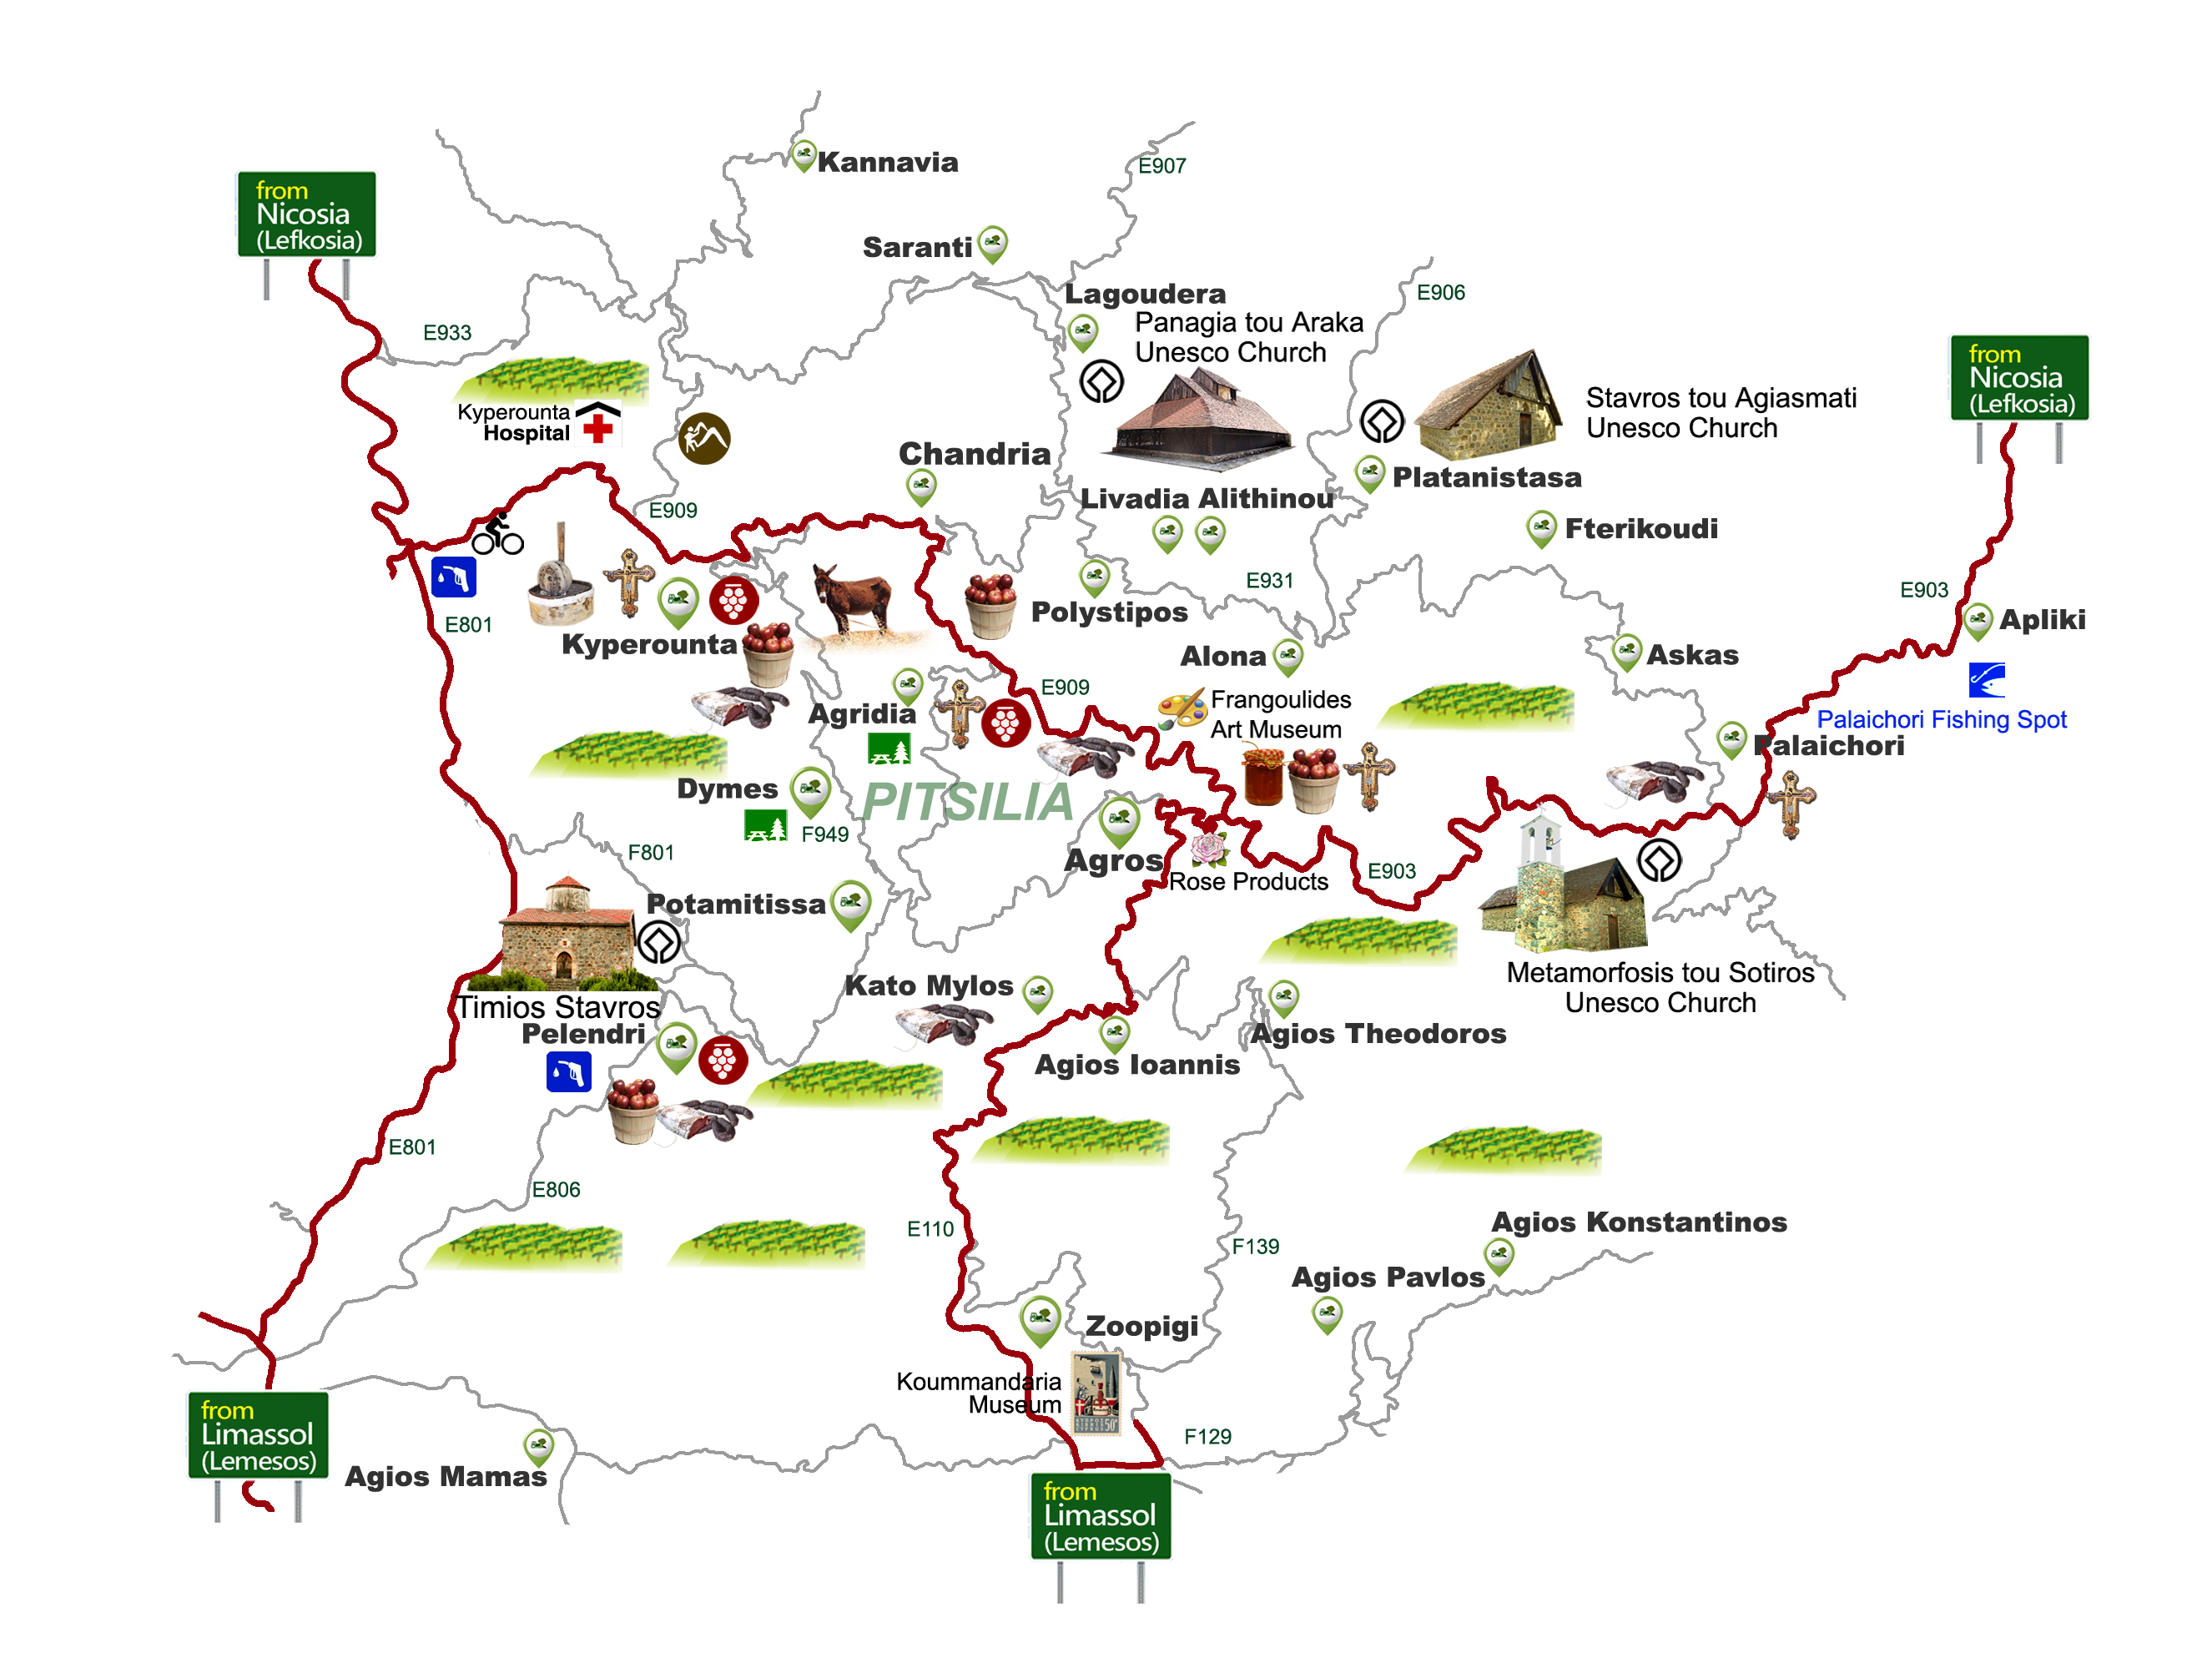 Kannavia
E907
from
Nicosia
(Lefkosia)
Saranti
Lagoudera
E906
Panagia tou Araka
Unesco Church
E933
from
Nicosia
(Lefkosia)
Kyperounta
Hospital
Stavros tou Agiasmati
Unesco Church
Chandria
Platanistasa
Livadia Alithinou
E909
Fterikoudi
E931
E903
Apliki
E801
Polystipos
Kyperounta
Alona
Askas
E909
Frangoulides
Art Museum
Agridia
Palaichori Fishing Spot
Palaichori
Dymes
PITSILIA
F949
F801
Agros
Rose Products
E903
Potamitissa
Metamorfosis tou Sotiros
Unesco Church
Kato Mylos
Timios Stavros
Pelendri
Agios Theodoros
Agios Ioannis
E801
E806
E110
F139
Agios Konstantinos
Agios Pavlos
Zoopigi
Koummandaria
Museum
ΚΥΠΡΟΣ
CYPRUS
50
from
Limassol
(Lemesos)
F129
Agios Mamas
from
Limassol
(Lemesos)